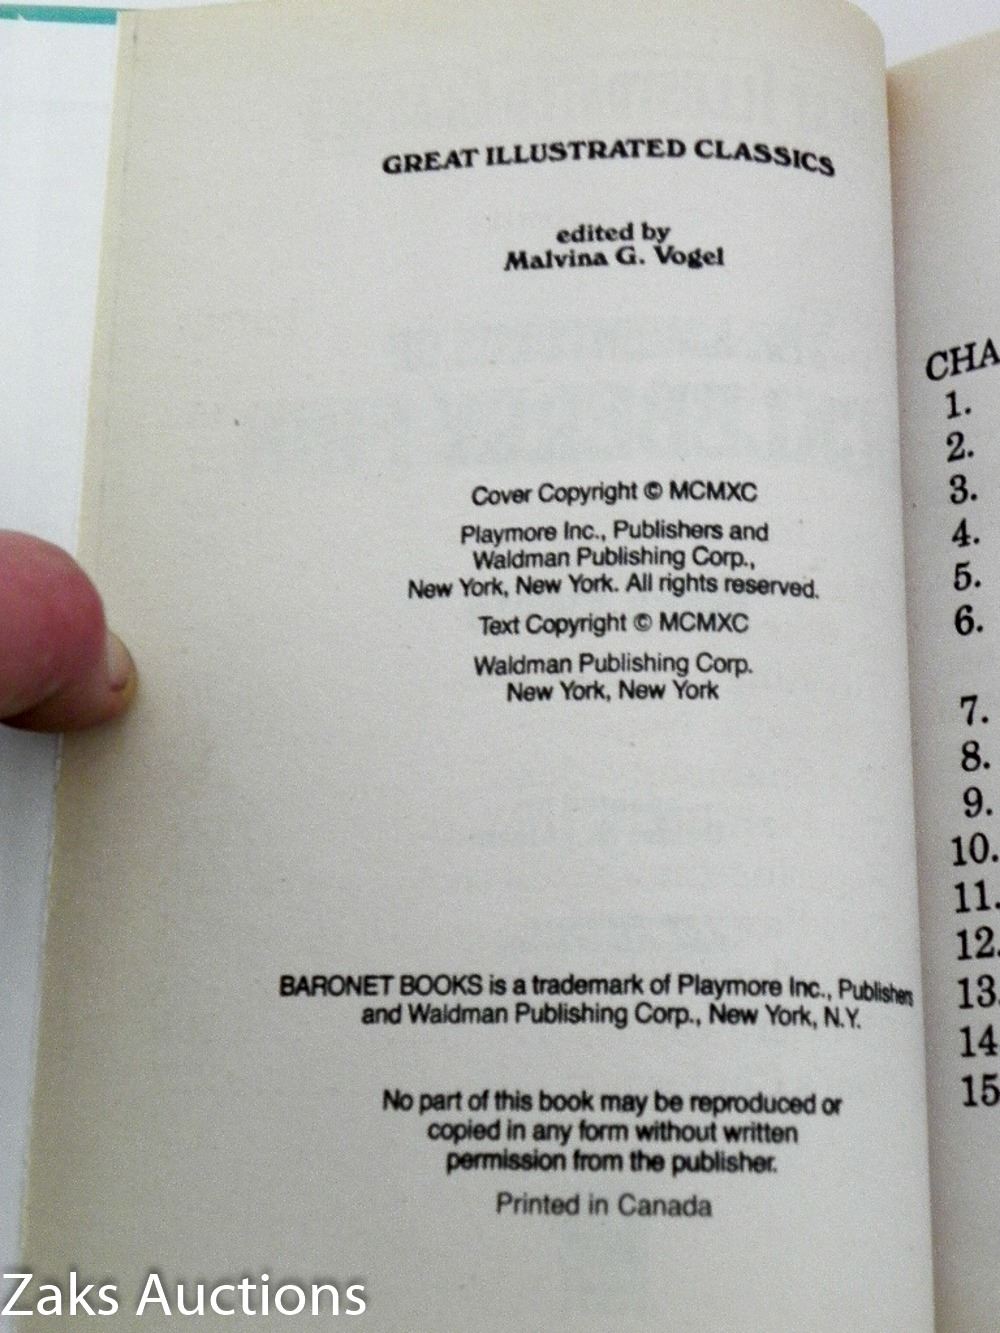 GREAT ILLUSTRATED CLASSICS
edited by
Malvina G. Vogel
Cover Copyright © MCMXC
Playmore Inc., Publishers and
Waldman Publishing Corp.,
New York, New York. All rights reserved.
Text Copyright © MCMXC
Waldman Publishing Corp.
New York, New York
BARONET BOOKS is a trademark of Playmore Inc., Publishers
and Waldman Publishing Corp., New York, N.Y.
No part of this book may be reproduced or
copied in any form without written
permission from the publisher.
Printed in Canada
CHA
1.
2.
3.
4.
5.
6.
7.
8.
9.
10.
11.
12.
13.
14
15
Zaks Auctions